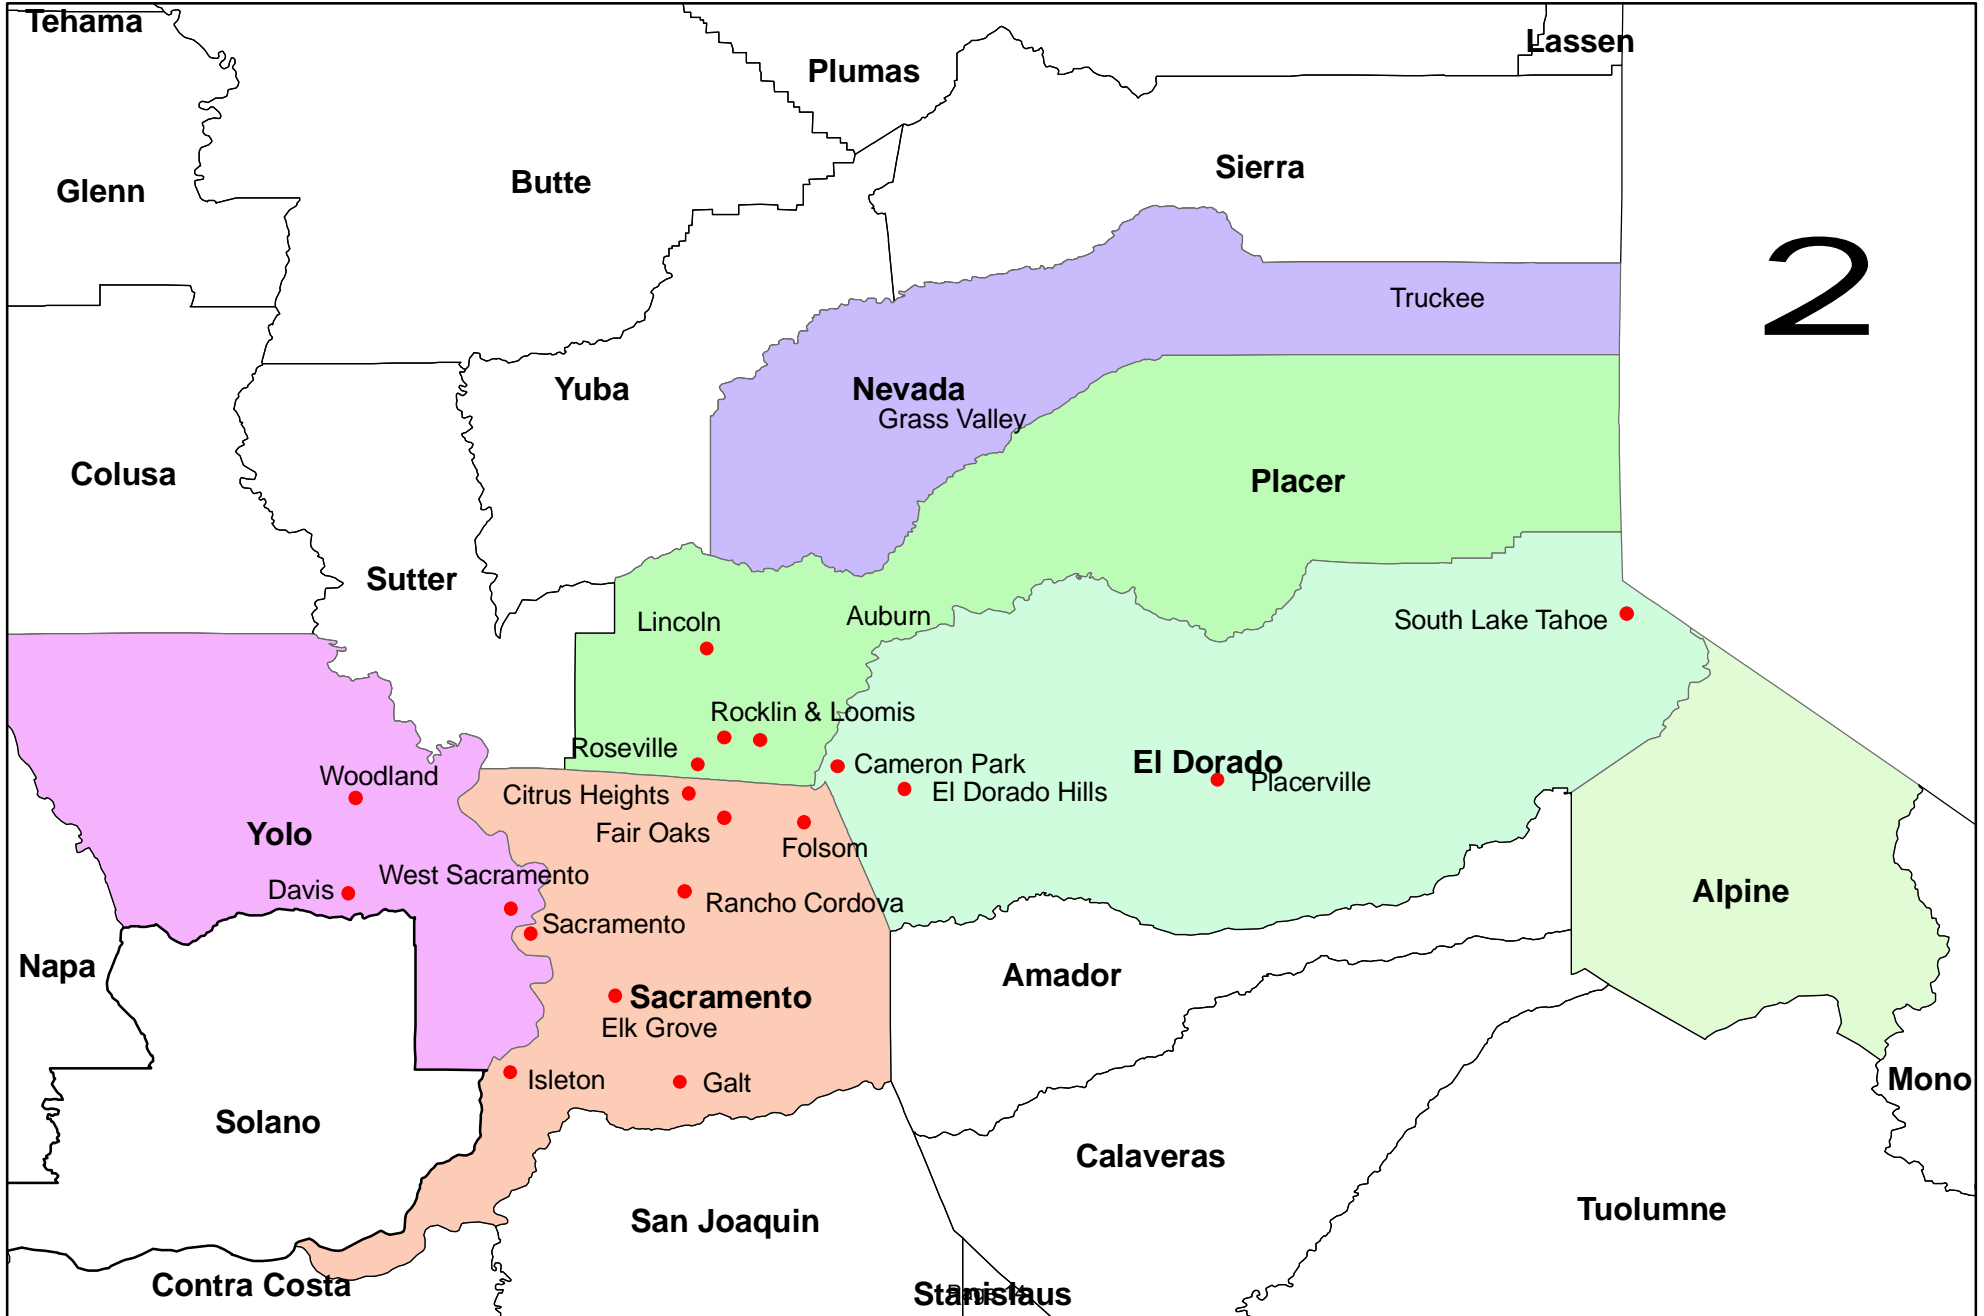 Tehama
Lassen
Plumas
Sierra
Butte
Glenn
2
Truckee
Nevada
Yuba
Grass Valley
Colusa
Placer
Sutter
Auburn
Lincoln
South Lake Tahoe
Rocklin & Loomis
Roseville
Cameron Park
El Dorado
Placerville
Woodland
El Dorado Hills
Citrus Heights
Yolo
Fair Oaks
Folsom
West Sacramento
Davis
Alpine
Rancho Cordova
Sacramento
Napa
Amador
Sacramento
Elk Grove
Isleton
Galt
Mono
Solano
Calaveras
San Joaquin
Tuolumne
Contra Costa
Stanislaus